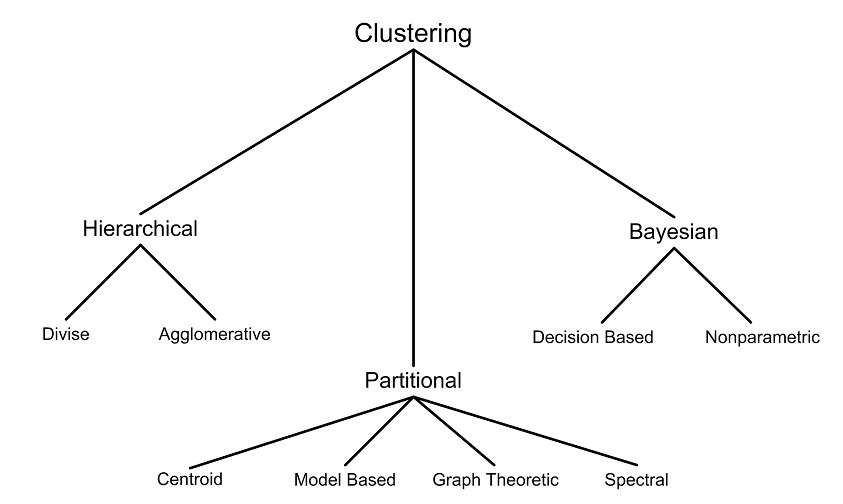 Clustering
Hierarchical
Bayesian
Divise
Agglomerative
Decision Based
Nonparametric
Partitional
Centroid
Model Based
Graph Theoretic
Spectral